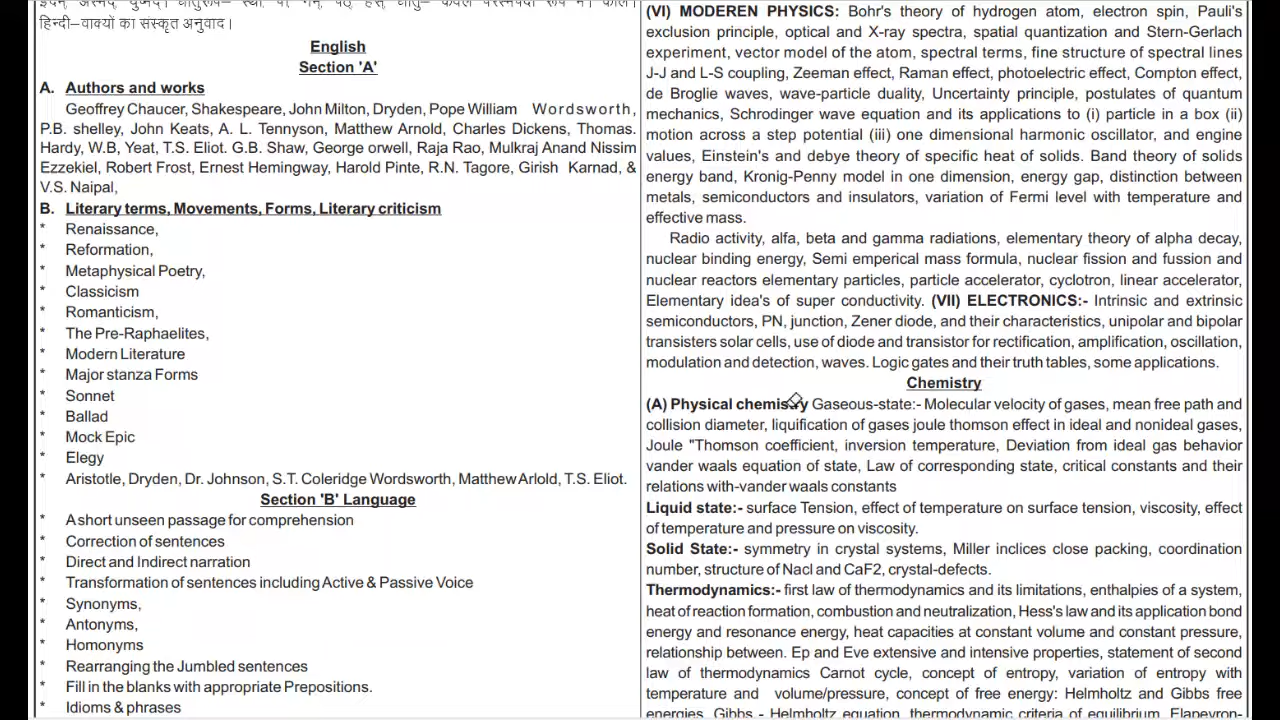 हिन्दी–वाक्यों का संस्कृत अनुवाद।
English
Section 'A'
A. Authors and works
Geoffrey Chaucer, Shakespeare, John Milton, Dryden, Pope William Wordsworth,
P.B. shelley, John Keats, A. L. Tennyson, Matthew Arnold, Charles Dickens, Thomas.
Hardy, W.B, Yeat, T.S. Eliot. G.B. Shaw, George orwell, Raja Rao, Mulkraj Anand Nissim
Ezzekiel, Robert Frost, Ernest Hemingway, Harold Pinte, R.N. Tagore, Girish Karnad, &
V.S. Naipal,
B. Literary terms, Movements, Forms, Literary criticism
* Renaissance,
* Reformation,
* Metaphysical Poetry,
* Classicism
* Romanticism,
* The Pre-Raphaelites,
* Modern Literature
* Major stanza Forms
* Sonnet
* Ballad
* Mock Epic
* Elegy
* Aristotle, Dryden, Dr. Johnson, S.T. Coleridge Wordsworth, Matthew Arlold, T.S. Eliot.
Section 'B' Language
* A short unseen passage for comprehension
* Correction of sentences
* Direct and Indirect narration
* Transformation of sentences including Active & Passive Voice
* Synonyms,
* Antonyms,
* Homonyms
* Rearranging the Jumbled sentences
* Fill in the blanks with appropriate Prepositions.
* Idioms & phrases
(VI) MODEREN PHYSICS: Bohr's theory of hydrogen atom, electron spin, Pauli's
exclusion principle, optical and X-ray spectra, spatial quantization and Stern-Gerlach
experiment, vector model of the atom, spectral terms, fine structure of spectral lines
J-J and L-S coupling, Zeeman effect, Raman effect, photoelectric effect, Compton effect,
de Broglie waves, wave-particle duality, Uncertainty principle, postulates of quantum
mechanics, Schrodinger wave equation and its applications to (i) particle in a box (ii)
motion across a step potential (iii) one dimensional harmonic oscillator, and engine
values, Einstein's and debye theory of specific heat of solids. Band theory of solids
energy band, Kronig-Penny model in one dimension, energy gap, distinction between
metals, semiconductors and insulators, variation of Fermi level with temperature and
effective mass.
Radio activity, alfa, beta and gamma radiations, elementary theory of alpha decay,
nuclear binding energy, Semi emperical mass formula, nuclear fission and fussion and
nuclear reactors elementary particles, particle accelerator, cyclotron, linear accelerator,
Elementary idea's of super conductivity. (VII) ELECTRONICS:- Intrinsic and extrinsic
semiconductors, PN, junction, Zener diode, and their characteristics, unipolar and bipolar
transisters solar cells, use of diode and transistor for rectification, amplification, oscillation,
modulation and detection, waves. Logic gates and their truth tables, some applications.
Chemistry
(A) Physical chemistry Gaseous-state:- Molecular velocity of gases, mean free path and
collision diameter, liquification of gases joule thomson effect in ideal and nonideal gases,
Joule "Thomson coefficient, inversion temperature, Deviation from ideal gas behavior
vander waals equation of state, Law of corresponding state, critical constants and their
relations with-vander waals constants
Liquid state:- surface Tension, effect of temperature on surface tension, viscosity, effect
of temperature and pressure on viscosity.
Solid State:- symmetry in crystal systems, Miller inclices close packing, coordination
number, structure of Nacl and CaF2, crystal-defects.
Thermodynamics:- first law of thermodynamics and its limitations, enthalpies of a system,
heat of reaction formation, combustion and neutralization, Hess's law and its application bond
energy and resonance energy, heat capacities at constant volume and constant pressure,
relationship between. Ep and Eve extensive and intensive properties, statement of second
law of thermodynamics Carnot cycle, concept of entropy, variation of entropy with
temperature and volume/pressure, concept of free energy: Helmholtz and Gibbs free
energies, Gibbs - Helmholtz equation, thermodynamic criteria of equilibrium, Flapeyron-